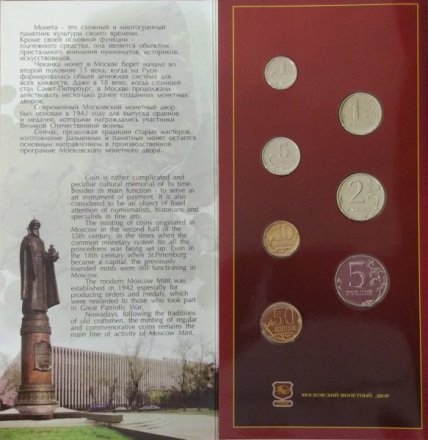 Монета - это сложный и многогранный
памятник культуры своего времени.
Кроме своей основной функции -
платежного средства, она является объектом
пристального внимания нумизматов, историков,
искусствоведов.
Чеканка монет в Москве берет начало во
второй половине 15 века, когда на Руси
формировалась общая денежная система для
всех княжеств. Даже в 18 веке, когда столицей
стал Санкт-Петербург, в Москве продолжали
действовать несколько ранее созданных монетных
дворов.
Современный Московский монетный двор
был основан в 1942 году для выпуска орденов
и медалей, которыми награждались участники
Великой Отечественной войны.
Сейчас, продолжая традиции старых мастеров,
изготовление разменных и памятных монет остается
основным направлением в производственной
программе Московского монетного двора...
Coin is rather complicated and
peculiar cultural memorial of its time.
Besides its main function - to serve as
an instrument of payment, it is also
considered to be an object of fixed
attention of numismatists, historians and
specialists in fine arts.
The minting of coins originated in
Moscow in the second half of the
15th century, in the times when the
common monetary system for all the
princedoms was being set up. Even in
the 18th century when St.Petersburg
became a capital, the previously
founded mints were still functioning in
Moscow.
The modern Moscow Mint was
established in 1942 especially for
producing orders and medals, which
were rewarded to those who took part
in Great Patriotic War.
Nowadays, following the traditions
of old craftsmen, the minting of regular
and commemorative coins remains the
main line of activity of Moscow Mint.
1
1
5
2
10
5
РУБЛЕЙ
50
КОПЕЕК
МОСКОВСКИЙ МОНЕТНЫЙ ДВОР